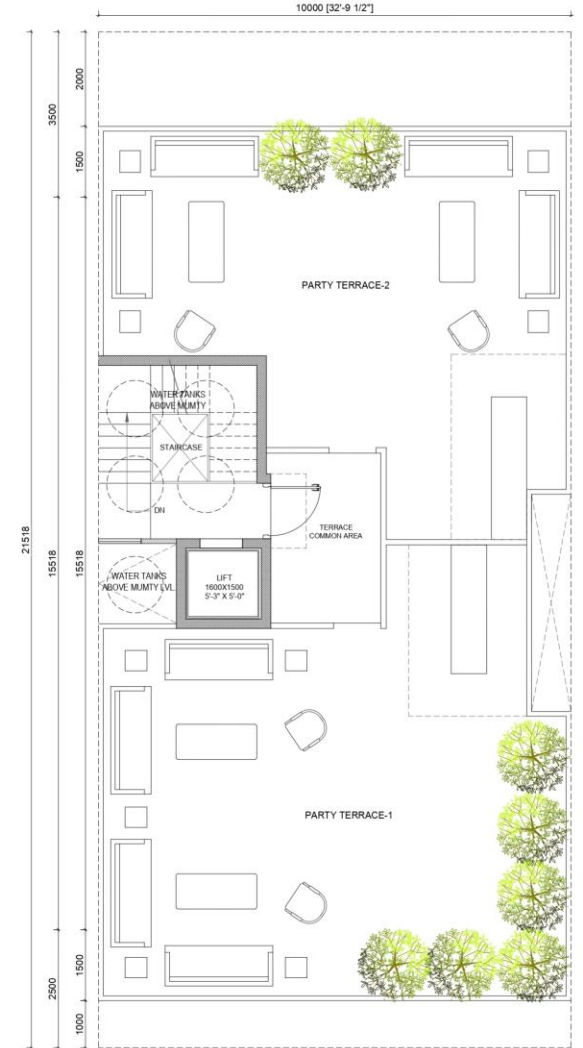 10000 [32'-9 1/2"]
2000
3500
1500
PARTY TERRACE-2
WATER TANKS
ABOVE MUMTY
STAIRCASE
DN
TERRACE
COMMON AREA
21518
15518
15518
WATER TANKS
ABOVE MUMTY LVL.
LIFT
1600X1500
5'-3" X 5'-0"
PARTY TERRACE-1
1500
2500
1000